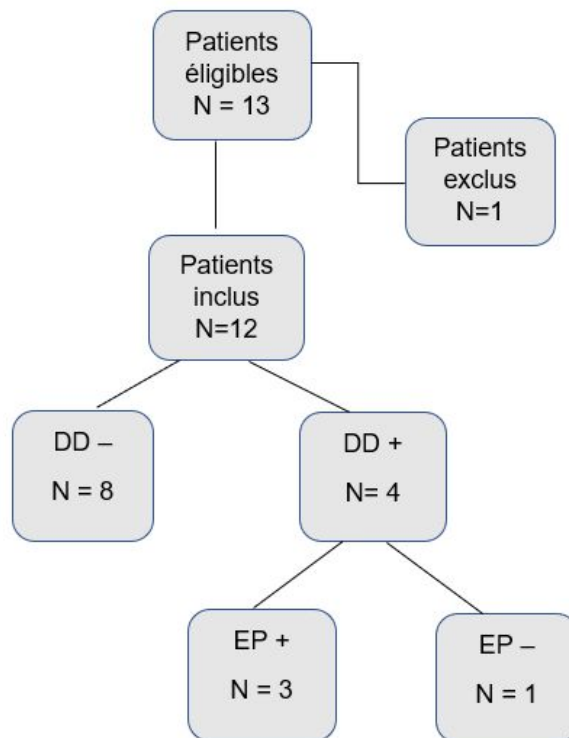 Patients
éligibles
N = 13
Patients
exclus
N=1
Patients
inclus
N=12
DD –
N = 8
DD +
N= 4
EP +
N = 3
EP –
N = 1